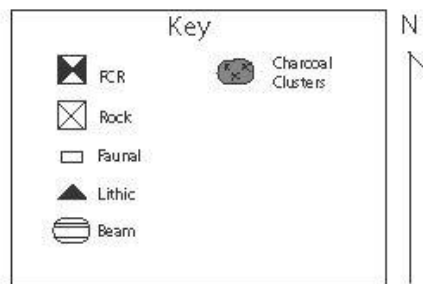 Key
N
FCR
Rock
Faunal
Lithic
Beam
Charcoal
Clusters